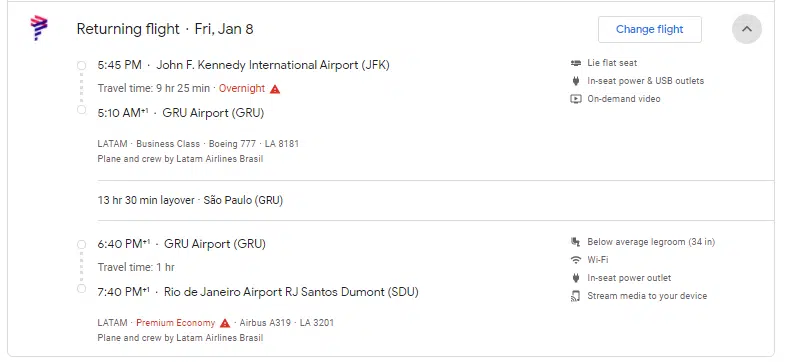 Returning flight · Fri, Jan 8
Change flight
5:45 PM · John F. Kennedy International Airport (JFK)
Travel time: 9 hr 25 min · Overnight
5:10 AM+1 · GRU Airport (GRU)
LATAM · Business Class · Boeing 777 · LA 8181
Plane and crew by Latam Airlines Brasil
Lie flat seat
In-seat power & USB outlets
On-demand video
13 hr 30 min layover · São Paulo (GRU)
6:40 PM+1 · GRU Airport (GRU)
Travel time: 1 hr
7:40 PM+1 · Rio de Janeiro Airport RJ Santos Dumont (SDU)
LATAM · Premium Economy · Airbus A319 · LA 3201
Plane and crew by Latam Airlines Brasil
Below average legroom (34 in)
Wi-Fi
In-seat power outlet
Stream media to your device